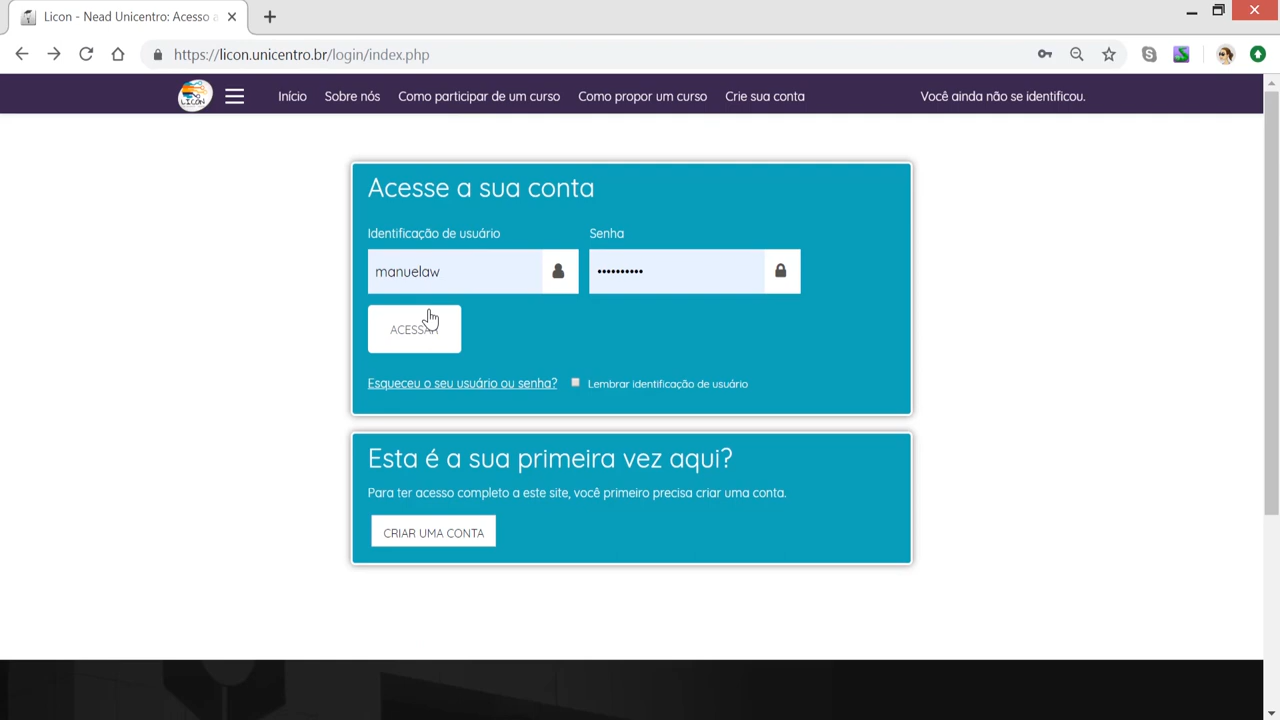 Licon - Nead Unicentro: Acesso a
https://licon.unicentro.br/login/index.php
LICON
Início Sobre nós Como participar de um curso Como propor um curso Crie sua conta Você ainda não se identificou.
Acesse a sua conta
Identificação de usuário Senha
manuelaw ••••••••••
ACESSAR
Esqueceu o seu usuário ou senha? Lembrar identificação de usuário
Esta é a sua primeira vez aqui?
Para ter acesso completo a este site, você primeiro precisa criar uma conta.
CRIAR UMA CONTA